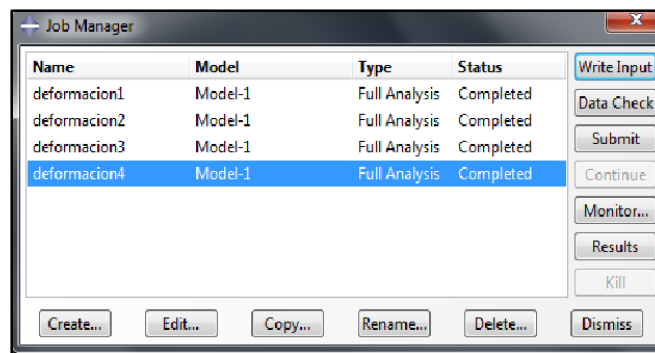 Job Manager
x
Name Model Type Status
deformacion1 Model-1 Full Analysis Completed
deformacion2 Model-1 Full Analysis Completed
deformacion3 Model-1 Full Analysis Completed
deformacion4 Model-1 Full Analysis Completed
Write Input
Data Check
Submit
Continue
Monitor...
Results
Kill
Create... Edit... Copy... Rename... Delete... Dismiss